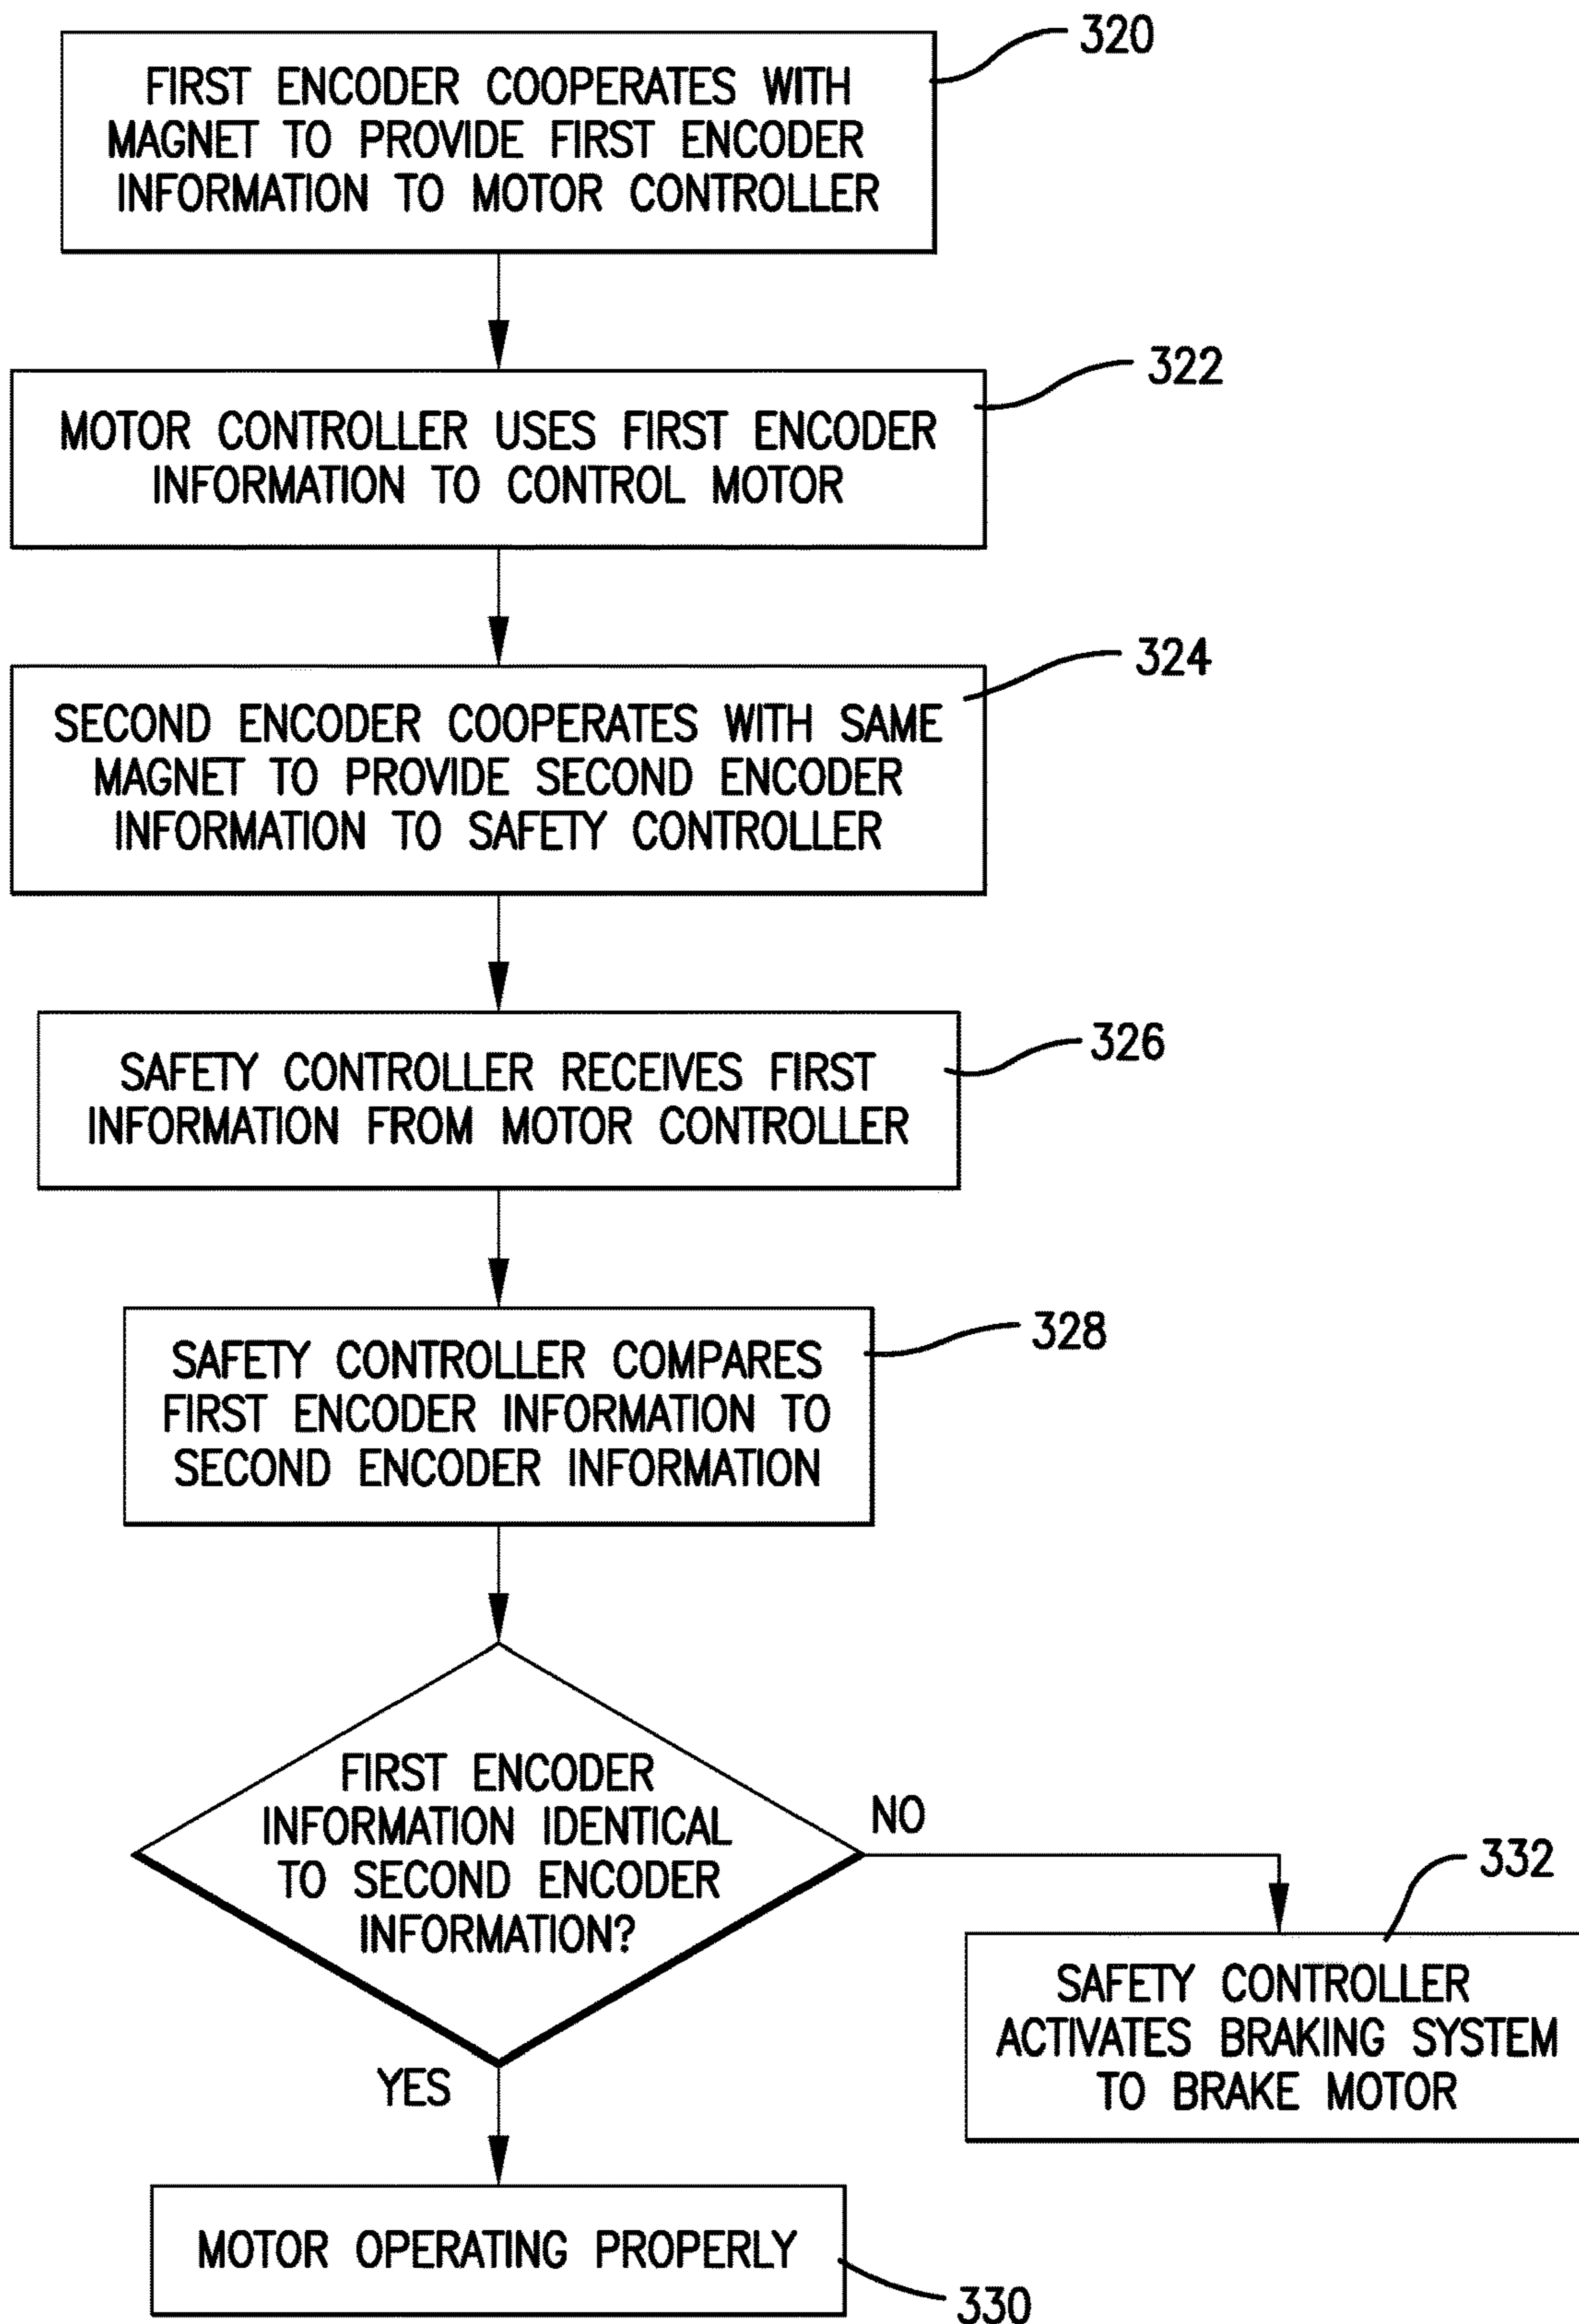 320
FIRST ENCODER COOPERATES WITH
MAGNET TO PROVIDE FIRST ENCODER
INFORMATION TO MOTOR CONTROLLER
322
MOTOR CONTROLLER USES FIRST ENCODER
INFORMATION TO CONTROL MOTOR
324
SECOND ENCODER COOPERATES WITH SAME
MAGNET TO PROVIDE SECOND ENCODER
INFORMATION TO SAFETY CONTROLLER
326
SAFETY CONTROLLER RECEIVES FIRST
INFORMATION FROM MOTOR CONTROLLER
328
SAFETY CONTROLLER COMPARES
FIRST ENCODER INFORMATION TO
SECOND ENCODER INFORMATION
FIRST ENCODER
INFORMATION IDENTICAL
TO SECOND ENCODER
INFORMATION?
NO
332
SAFETY CONTROLLER
ACTIVATES BRAKING SYSTEM
TO BRAKE MOTOR
YES
MOTOR OPERATING PROPERLY
330